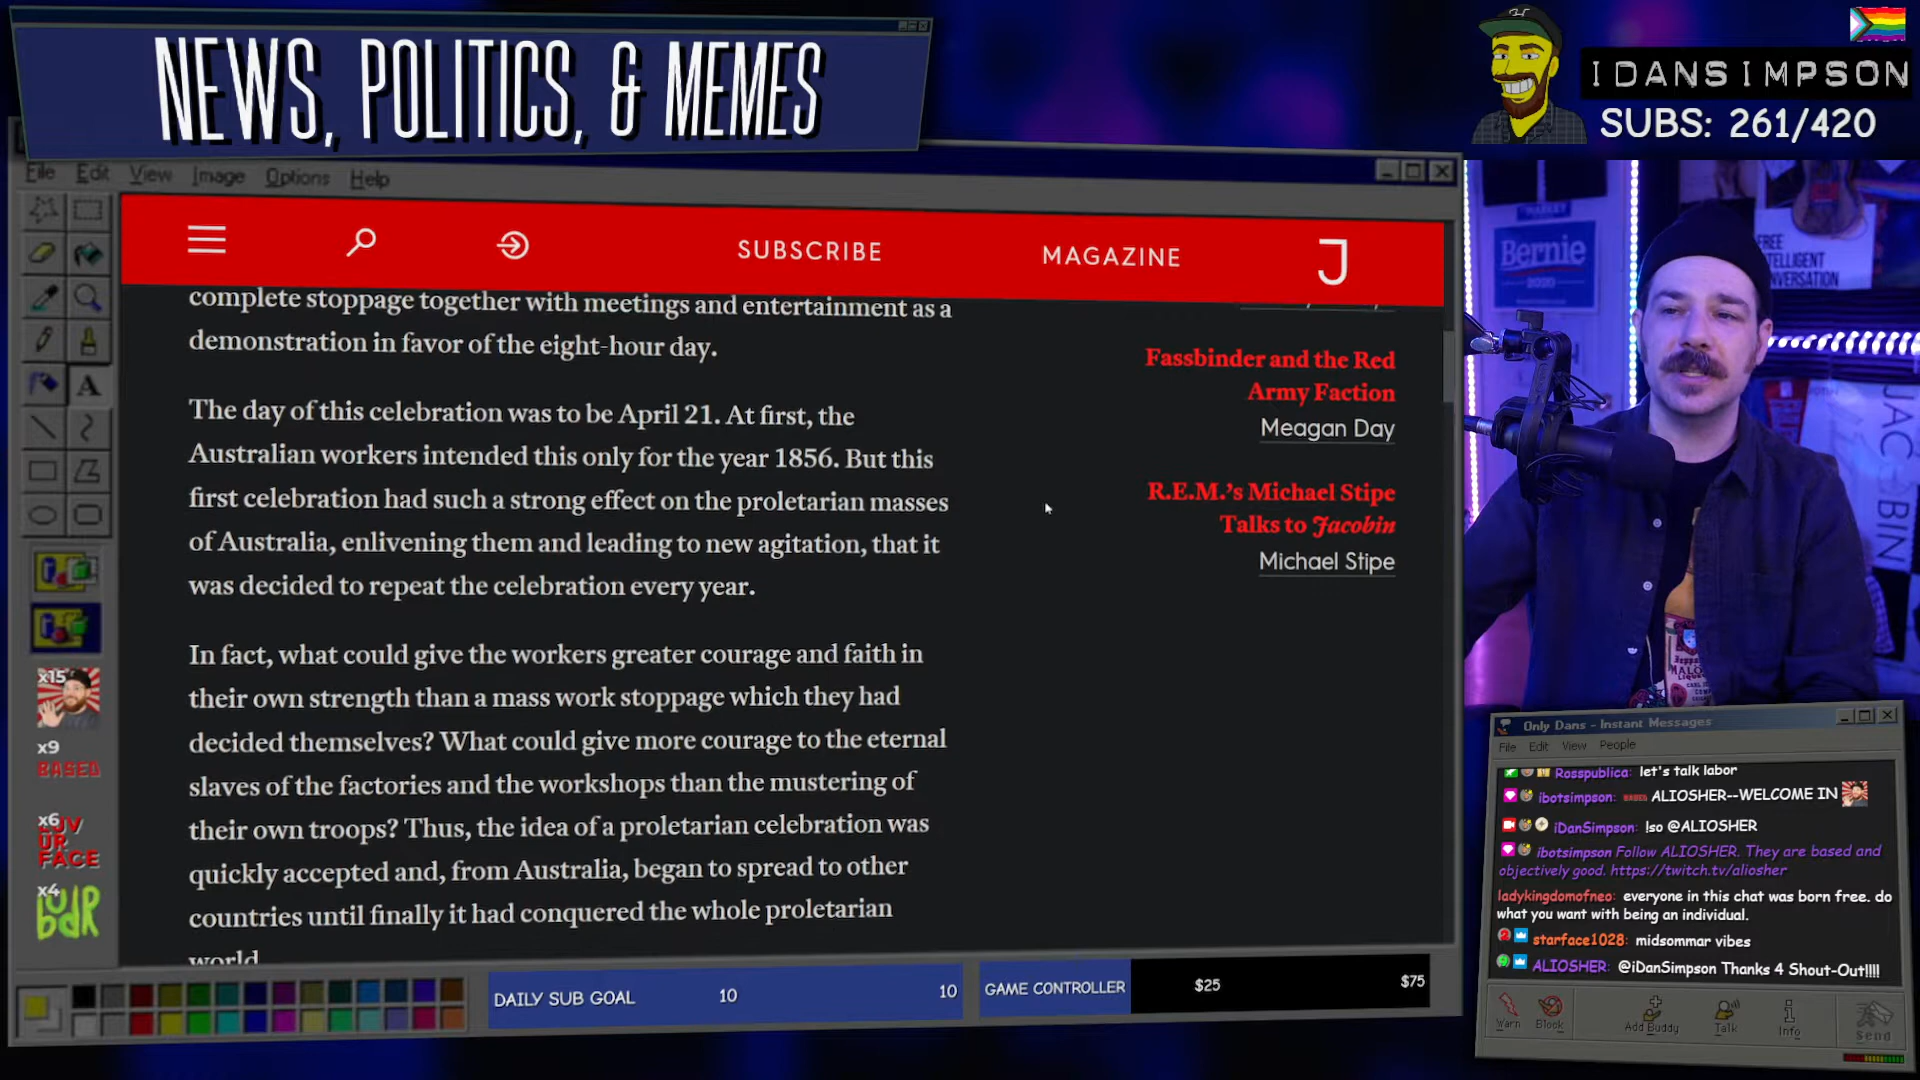 NEWS, POLITICS, & MEMES
IDANSIMPSON
SUBS: 261/420
File Edit View Image Options Help
SUBSCRIBE MAGAZINE J
complete stoppage together with meetings and entertainment as a
demonstration in favor of the eight-hour day.
The day of this celebration was to be April 21. At first, the
Australian workers intended this only for the year 1856. But this
first celebration had such a strong effect on the proletarian masses
of Australia, enlivening them and leading to new agitation, that it
was decided to repeat the celebration every year.
In fact, what could give the workers greater courage and faith in
their own strength than a mass work stoppage which they had
decided themselves? What could give more courage to the eternal
slaves of the factories and the workshops than the mustering of
their own troops? Thus, the idea of a proletarian celebration was
quickly accepted and, from Australia, began to spread to other
countries until finally it had conquered the whole proletarian
world.
Fassbinder and the Red
Army Faction
Meagan Day
R.E.M.'s Michael Stipe
Talks to Jacobin
Michael Stipe
A
x15
x9
BASED
x6
LUV
UR
FACE
x4
DAILY SUB GOAL 10 10
GAME CONTROLLER $25 $75
Bernie
2020
FREE
INTELLIGENT
CONVERSATION
JACOBIN
Only Dans - Instant Messages
File Edit View People
Rosspublica: let's talk labor
ibotsimpson: BASED ALIOSHER--WELCOME IN
iDanSimpson: !so @ALIOSHER
ibotsimpson Follow ALIOSHER. They are based and
objectively good. https://twitch.tv/aliosher
ladykingdomofneo: everyone in this chat was born free. do
what you want with being an individual.
starface1028: midsommar vibes
ALIOSHER: @iDanSimpson Thanks 4 Shout-Out!!!!
Warn Block Add Buddy Talk Info Send